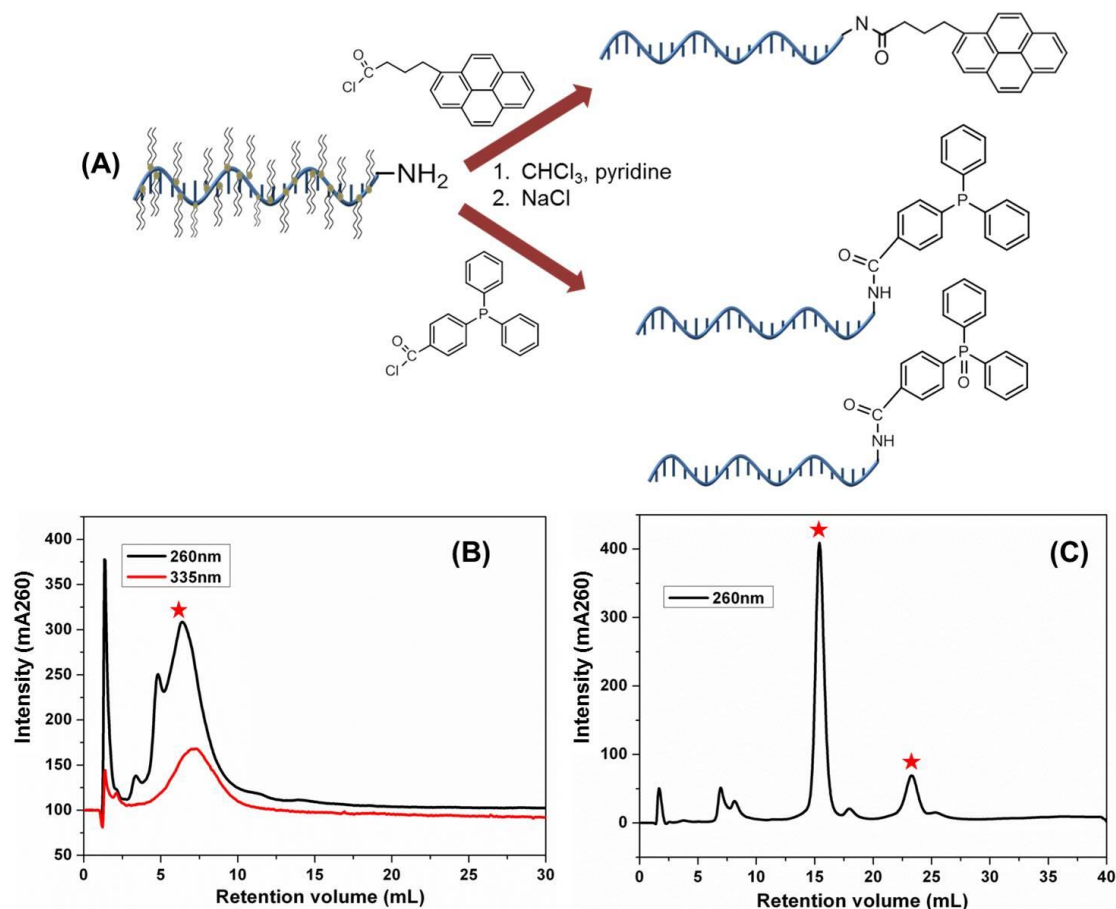 (A)
O
Cl
N
O
NH2
1. CHCl3, pyridine
2. NaCl
P
O
C
NH
P
O
C
Cl
P
O
O
C
NH
(B)
260nm
335nm
Intensity (mA260)
400
350
300
250
200
150
100
50
0 5 10 15 20 25 30
Retention volume (mL)
(C)
260nm
Intensity (mA260)
400
300
200
100
0
0 5 10 15 20 25 30 35 40
Retention volume (mL)